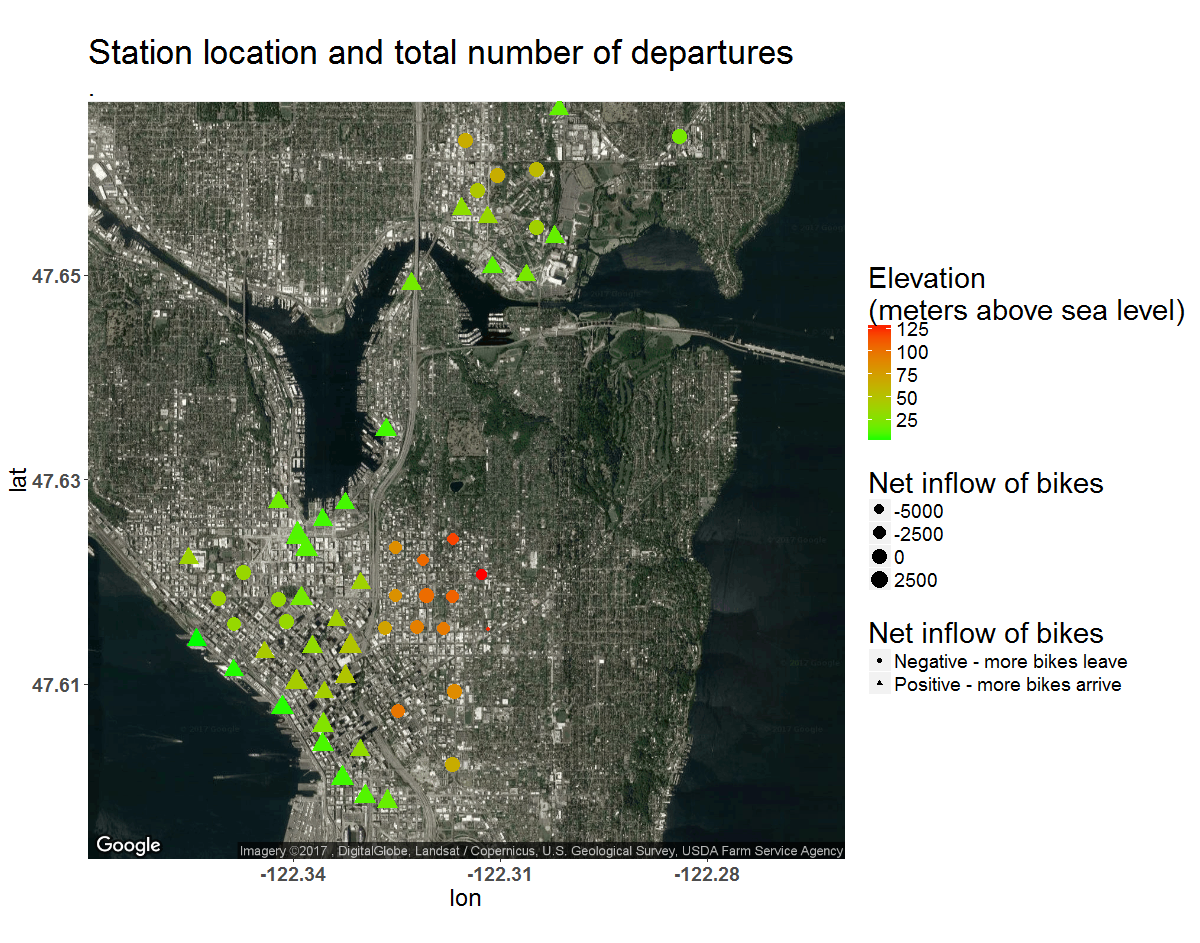 Station location and total number of departures
.
47.65
47.63
47.61
lat
-122.34
-122.31
-122.28
lon
Google
Imagery ©2017 , DigitalGlobe, Landsat / Copernicus, U.S. Geological Survey, USDA Farm Service Agency
Elevation
(meters above sea level)
125
100
75
50
25
Net inflow of bikes
-5000
-2500
0
2500
Net inflow of bikes
Negative - more bikes leave
Positive - more bikes arrive